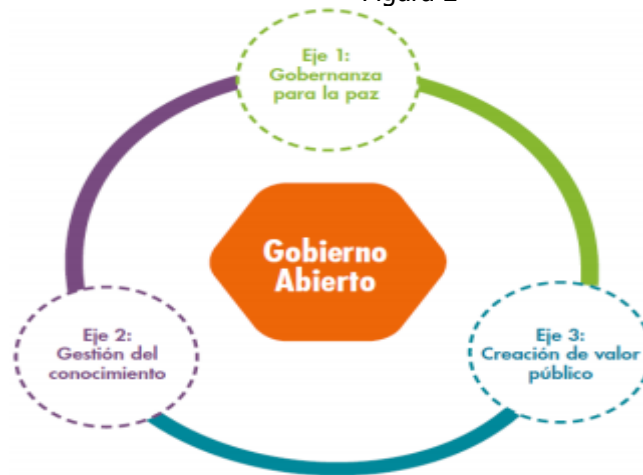 Eje 1:
Gobernanza
para la paz
Gobierno
Abierto
Eje 2:
Gestión del
conocimiento
Eje 3:
Creación de valor
público